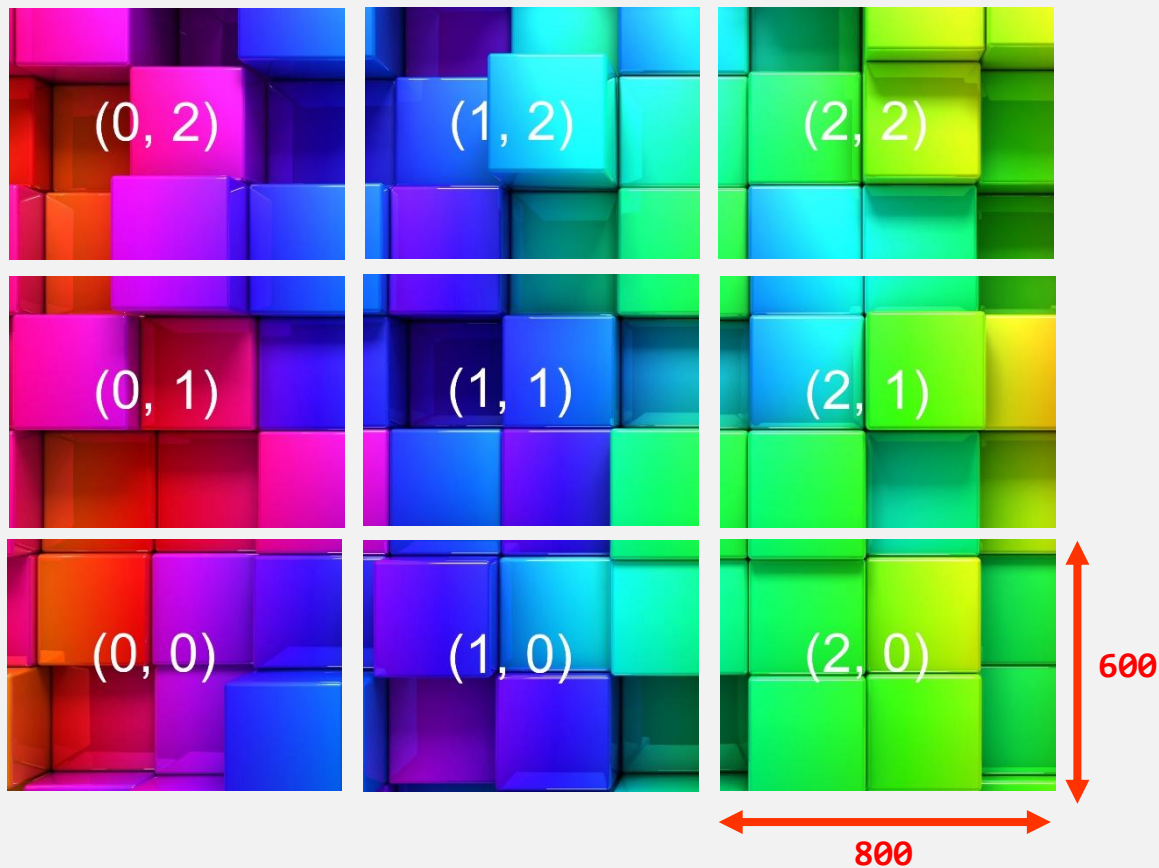 (0, 2) (1, 2) (2, 2)
(0, 1) (1, 1) (2, 1)
(0, 0) (1, 0) (2, 0)
600
800